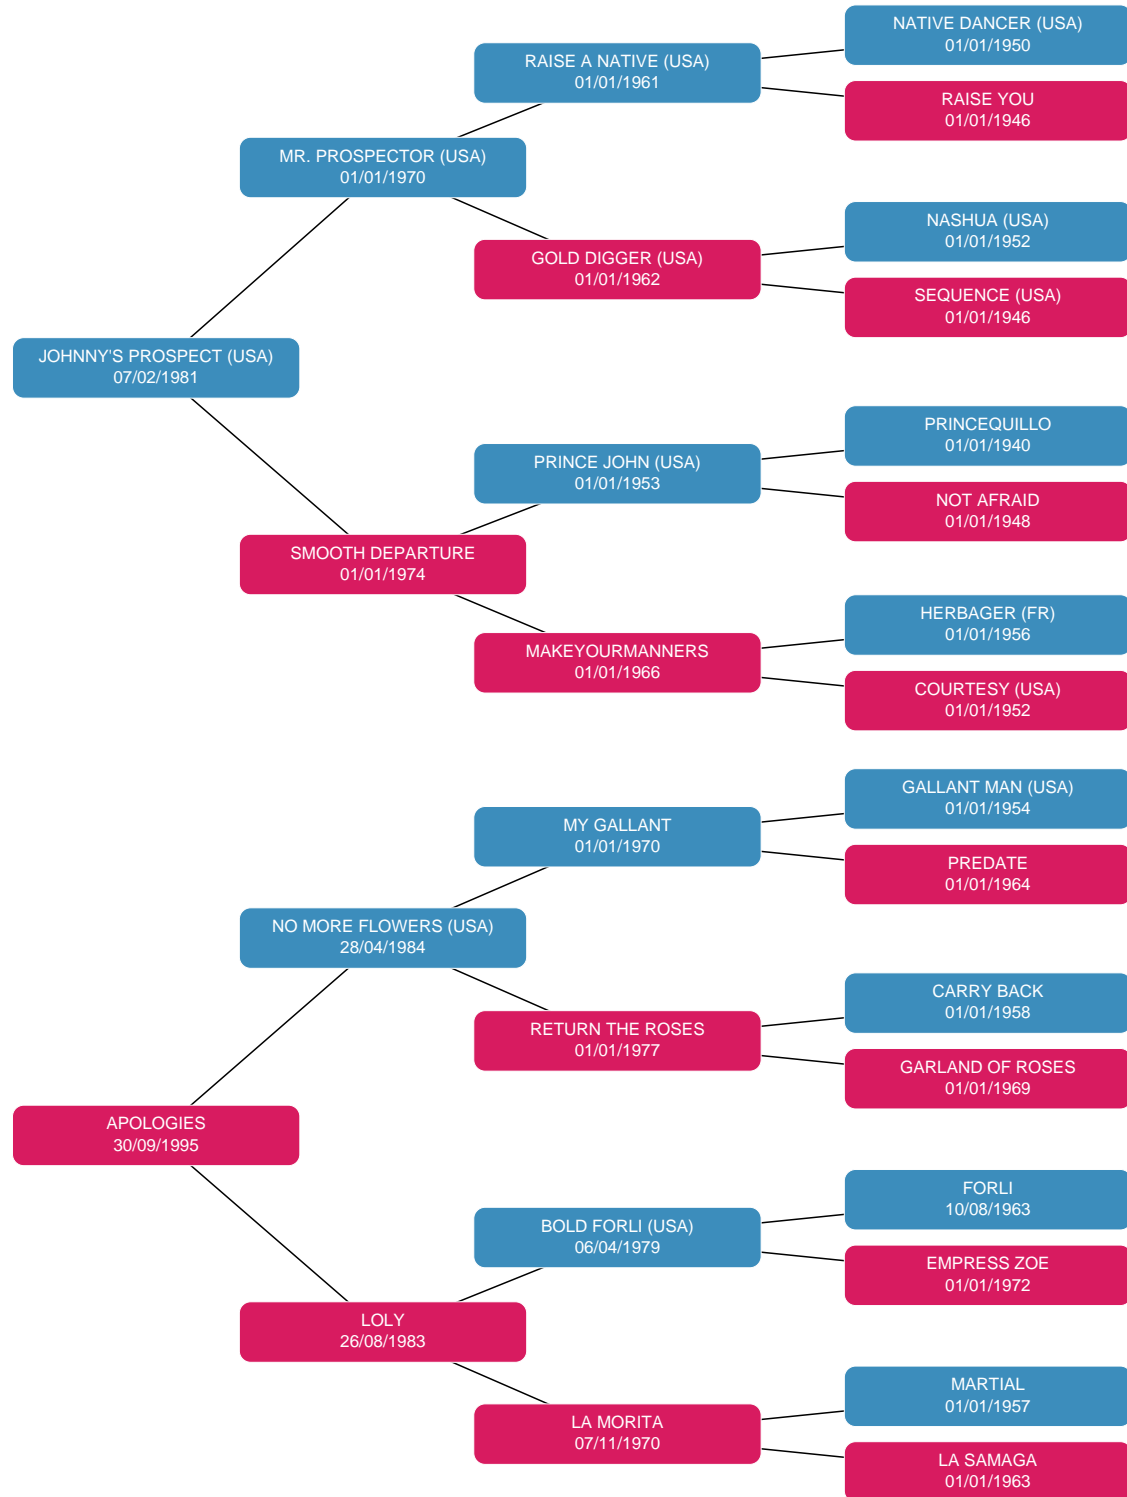 NATIVE DANCER (USA)
01/01/1950
RAISE A NATIVE (USA)
01/01/1961
RAISE YOU
01/01/1946
MR. PROSPECTOR (USA)
01/01/1970
NASHUA (USA)
01/01/1952
GOLD DIGGER (USA)
01/01/1962
SEQUENCE (USA)
01/01/1946
JOHNNY'S PROSPECT (USA)
07/02/1981
PRINCEQUILLO
01/01/1940
PRINCE JOHN (USA)
01/01/1953
NOT AFRAID
01/01/1948
SMOOTH DEPARTURE
01/01/1974
HERBAGER (FR)
01/01/1956
MAKEYOURMANNERS
01/01/1966
COURTESY (USA)
01/01/1952
GALLANT MAN (USA)
01/01/1954
MY GALLANT
01/01/1970
PREDATE
01/01/1964
NO MORE FLOWERS (USA)
28/04/1984
CARRY BACK
01/01/1958
RETURN THE ROSES
01/01/1977
GARLAND OF ROSES
01/01/1969
APOLOGIES
30/09/1995
FORLI
10/08/1963
BOLD FORLI (USA)
06/04/1979
EMPRESS ZOE
01/01/1972
LOLY
26/08/1983
MARTIAL
01/01/1957
LA MORITA
07/11/1970
LA SAMAGA
01/01/1963